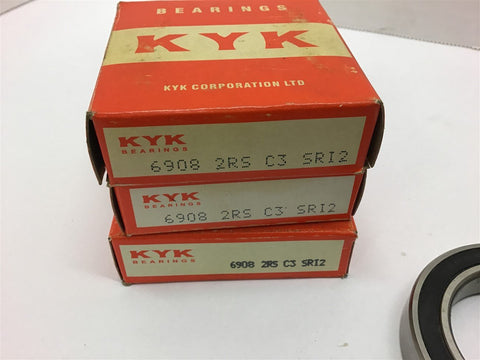 BEARINGS
KYK
KYK CORPORATION LTD
KYK
BEARINGS
6908 2RS C3 SRI2
KYK
BEARINGS
6908 2RS C3 SRI2
KYK
BEARINGS
6908 2RS C3 SRI2